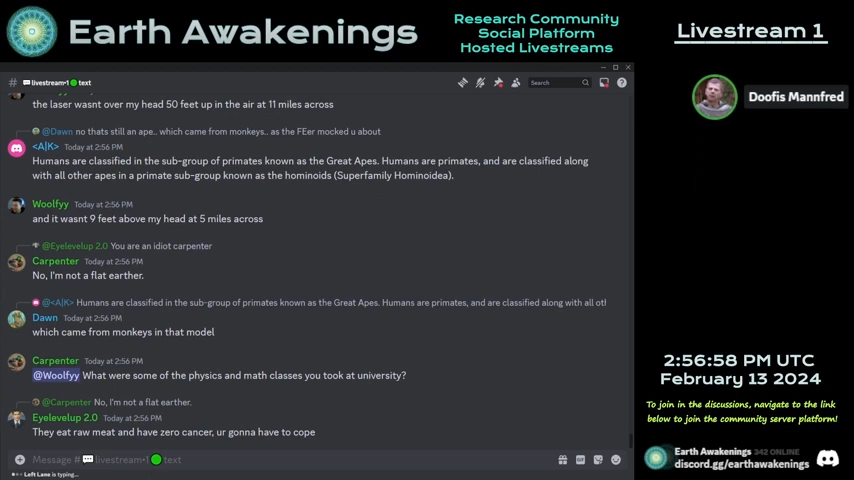 Earth Awakenings
Research Community
Social Platform
Hosted Livestreams
Livestream 1
# livestream•1 text
Search
the laser wasnt over my head 50 feet up in the air at 11 miles across
@Dawn no thats still an ape.. which came from monkeys.. as the FEer mocked u about
<A|K> Today at 2:56 PM
Humans are classified in the sub-group of primates known as the Great Apes. Humans are primates, and are classified along
with all other apes in a primate sub-group known as the hominoids (Superfamily Hominoidea).
Woolfyy Today at 2:56 PM
and it wasnt 9 feet above my head at 5 miles across
@Eyelevelup 2.0 You are an idiot carpenter
Carpenter Today at 2:56 PM
No, I'm not a flat earther.
@<A|K> Humans are classified in the sub-group of primates known as the Great Apes. Humans are primates, and are classified along with all oth
Dawn Today at 2:56 PM
which came from monkeys in that model
Carpenter Today at 2:56 PM
@Woolfyy What were some of the physics and math classes you took at university?
@Carpenter No, I'm not a flat earther.
Eyelevelup 2.0 Today at 2:56 PM
They eat raw meat and have zero cancer, ur gonna have to cope
Message # livestream•1 text
GIF
Left Lane is typing...
Doofis Mannfred
2:56:58 PM UTC
February 13 2024
To join in the discussions, navigate to the link
below to join the community server platform!
Earth Awakenings 342 ONLINE
discord.gg/earthawakenings